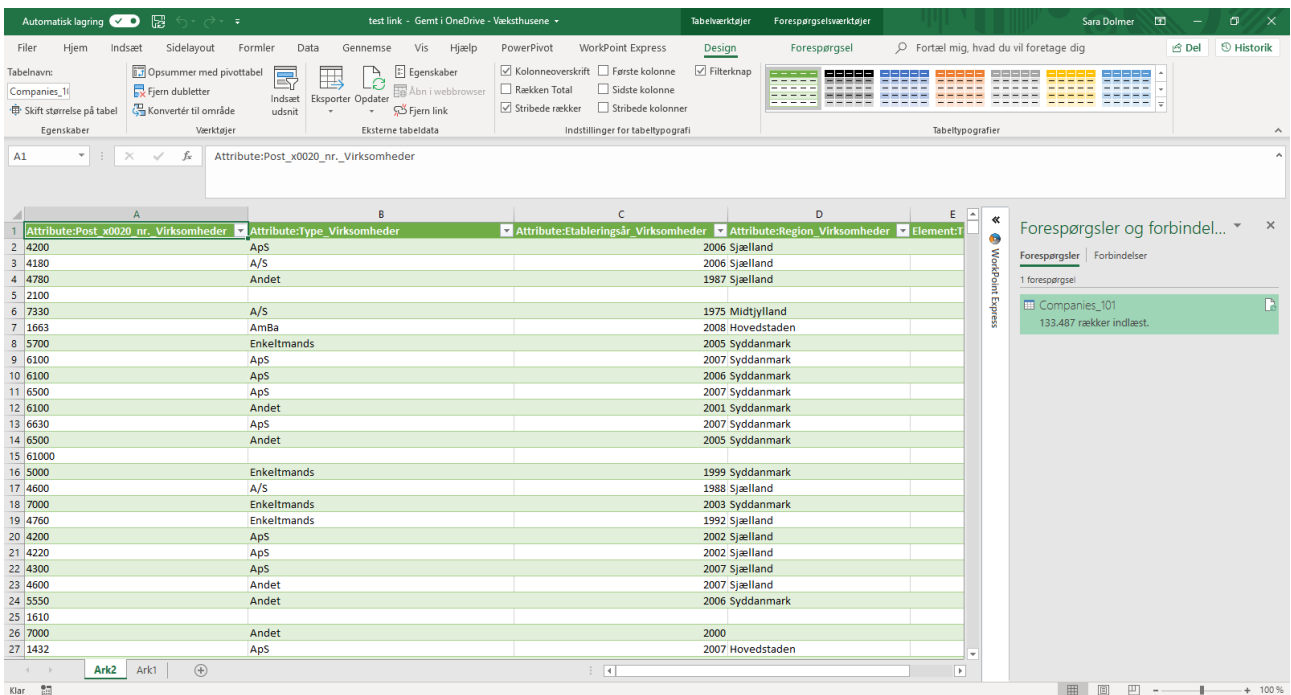 Automatisk lagring
test link - Gemt i OneDrive - Væksthusene
Tabelværktøjer
Forespørgselsværktøjer
Sara Dolmer
Filer Hjem Indsæt Sidelayout Formler Data Gennemse Vis Hjælp PowerPivot WorkPoint Express Design Forespørgsel Fortæl mig, hvad du vil foretage dig Del Historik
Tabelnavn:
Companies_1
Skift størrelse på tabel
Egenskaber
Opsummer med pivottabel
Fjern dubletter
Konvertér til område
Værktøjer
Indsæt
udsnit
Eksporter Opdater
Egenskaber
Åbn i webbrowser
Fjern link
Eksterne tabeldata
Kolonneoverskrift Første kolonne Filterknap
Rækken Total Sidste kolonne
Stribede rækker Stribede kolonner
Indstillinger for tabeltypografi
Tabeltypografier
A1 fx Attribute:Post_x0020_nr._Virksomheder
A B C D E
1 Attribute:Post_x0020_nr._Virksomheder Attribute:Type_Virksomheder Attribute:Etableringsår_Virksomheder Attribute:Region_Virksomheder Element:T
2 4200 ApS 2006 Sjælland
3 4180 A/S 2006 Sjælland
4 4780 Andet 1987 Sjælland
5 2100
6 7330 A/S 1975 Midtjylland
7 1663 AmBa 2008 Hovedstaden
8 5700 Enkeltmands 2005 Syddanmark
9 6100 ApS 2007 Syddanmark
10 6100 ApS 2006 Syddanmark
11 6500 ApS 2007 Syddanmark
12 6100 Andet 2001 Syddanmark
13 6630 ApS 2007 Syddanmark
14 6500 Andet 2005 Syddanmark
15 61000
16 5000 Enkeltmands 1999 Syddanmark
17 4600 A/S 1988 Sjælland
18 7000 Enkeltmands 2003 Syddanmark
19 4760 Enkeltmands 1992 Sjælland
20 4200 ApS 2002 Sjælland
21 4220 ApS 2002 Sjælland
22 4300 ApS 2007 Sjælland
23 4600 Andet 2007 Sjælland
24 5550 Andet 2006 Syddanmark
25 1610
26 7000 Andet 2000
27 1432 ApS 2007 Hovedstaden
WorkPoint Express
Forespørgsler og forbindel...
Forespørgsler Forbindelser
1 forespørgsel
Companies_101
133.487 rækker indlæst.
Ark2 Ark1
Klar
100 %